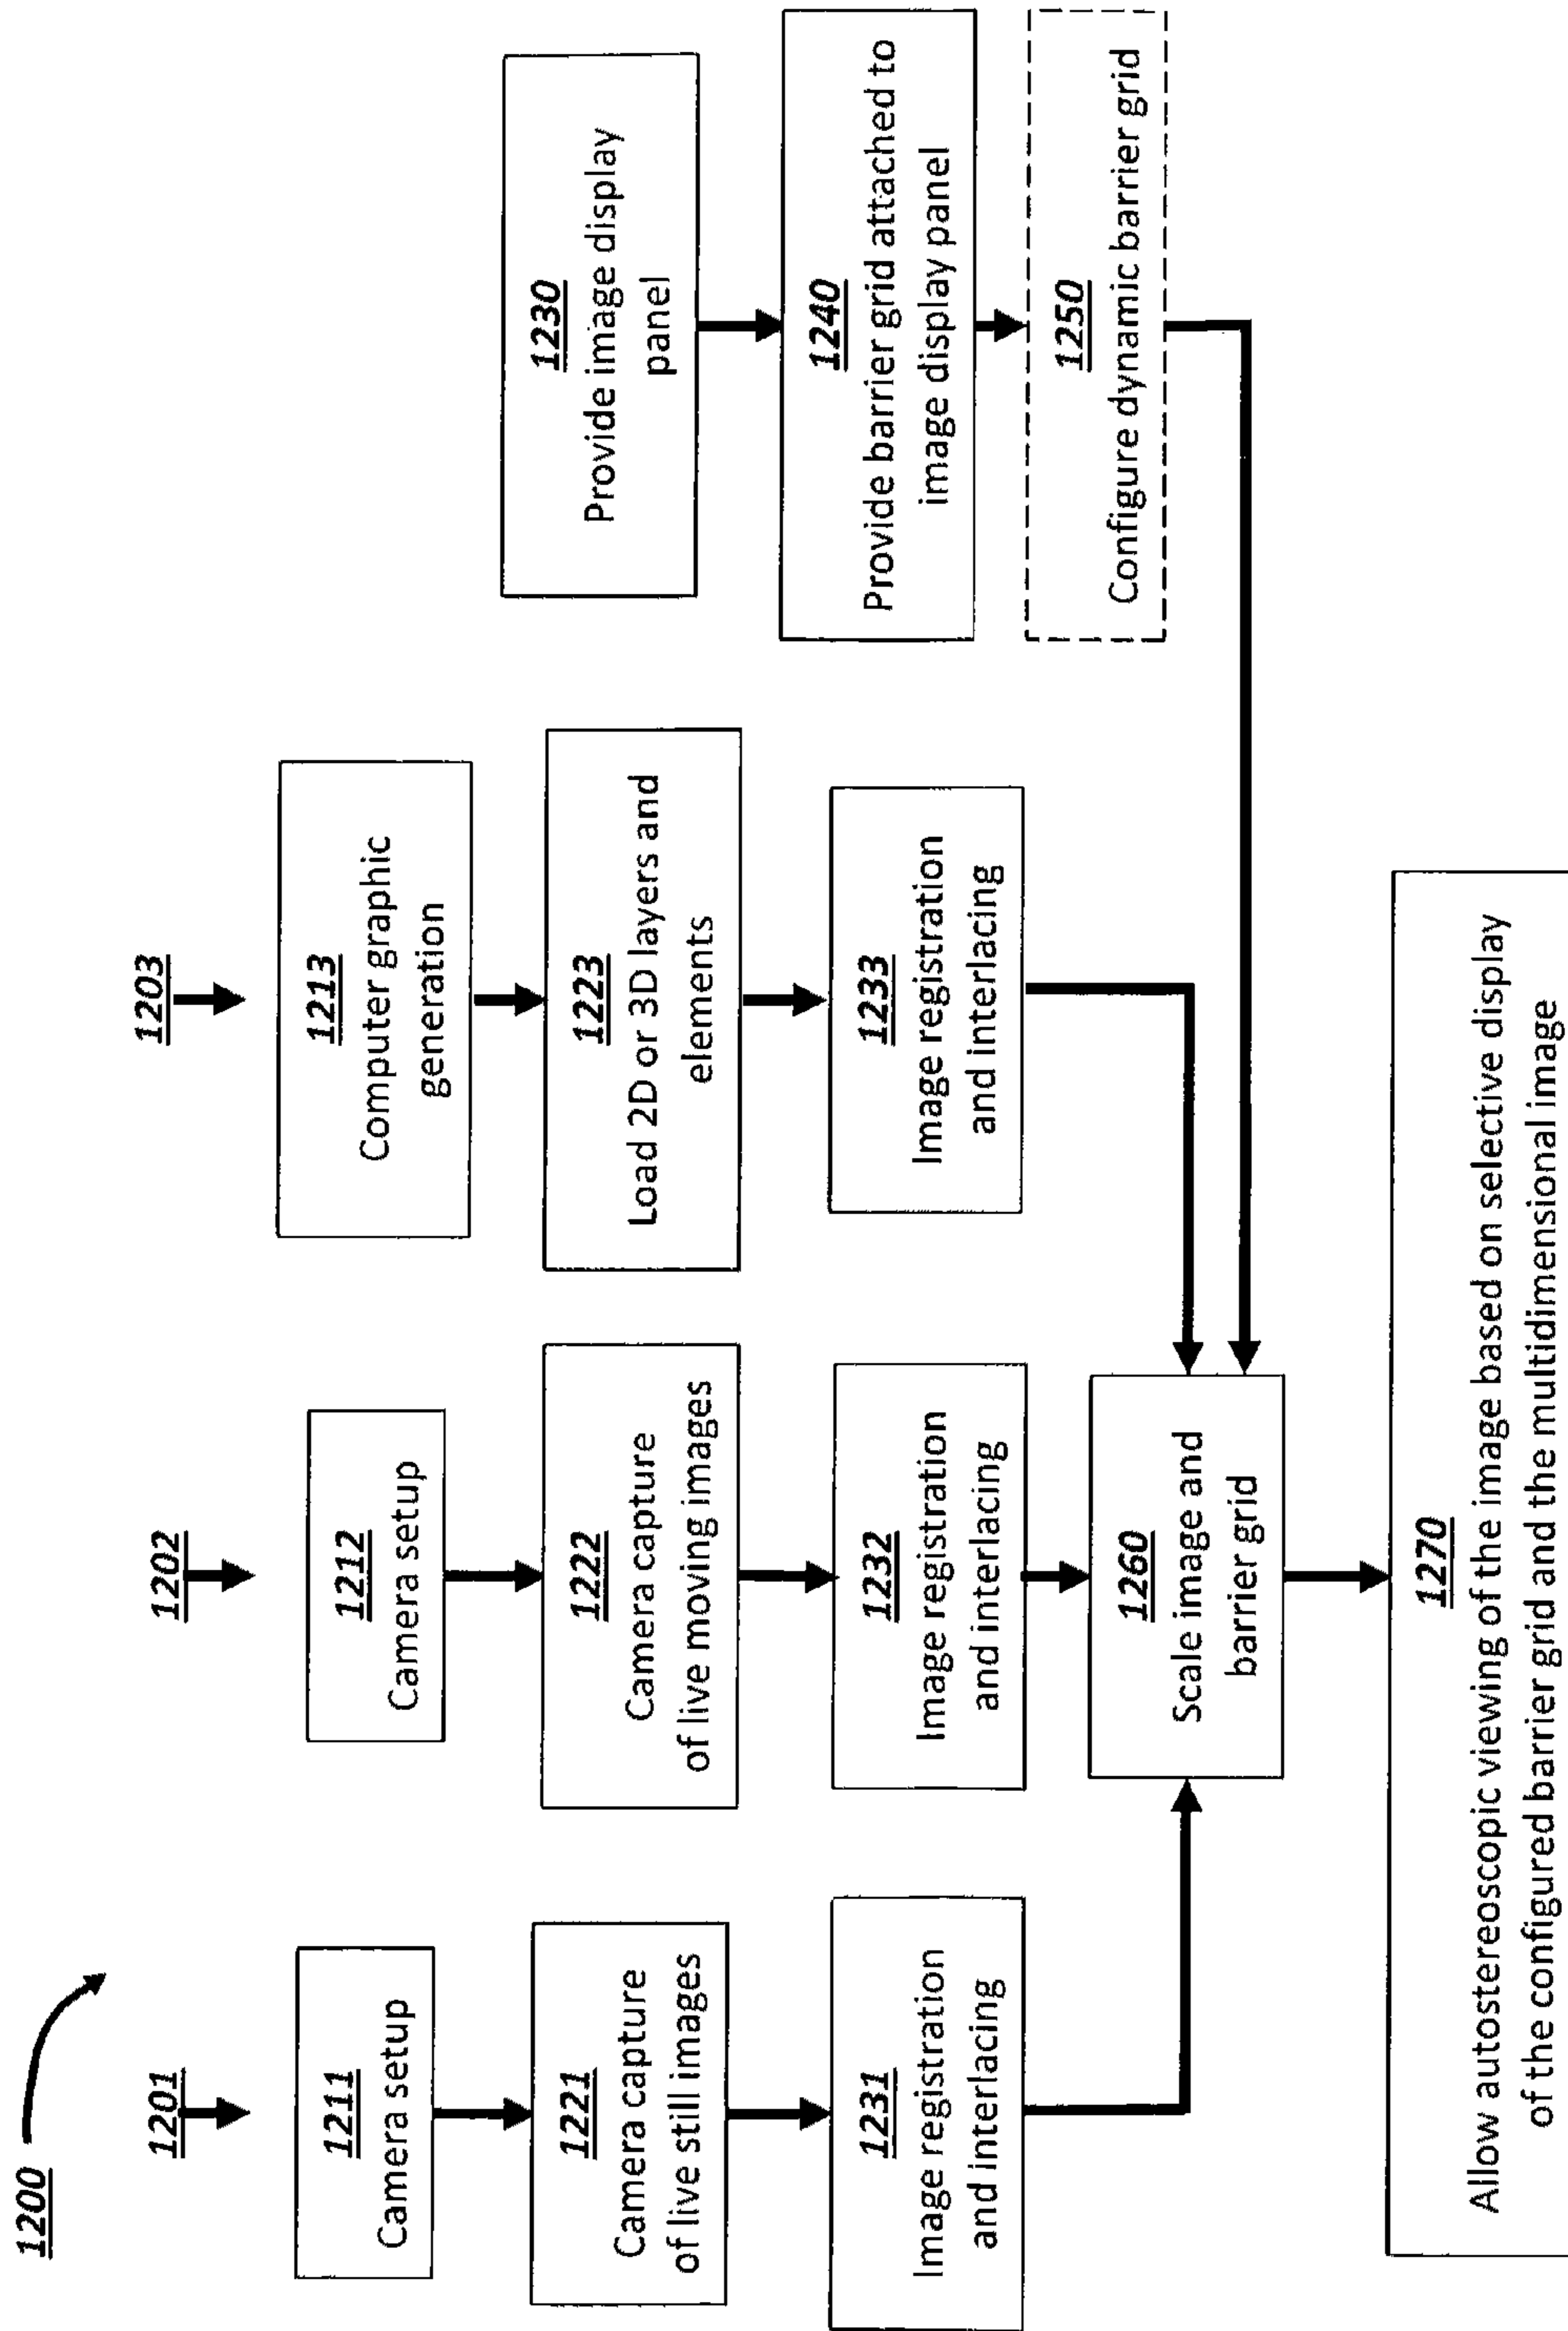 1200
1201
1211
Camera setup
1221
Camera capture
of live still images
1231
Image registration
and interlacing
1202
1212
Camera setup
1222
Camera capture
of live moving images
1232
Image registration
and interlacing
1203
1213
Computer graphic
generation
1223
Load 2D or 3D layers and
elements
1233
Image registration
and interlacing
1230
Provide image display
panel
1240
Provide barrier grid attached to
image display panel
1250
Configure dynamic barrier grid
1260
Scale image and
barrier grid
1270
Allow autostereoscopic viewing of the image based on selective display
of the configured barrier grid and the multidimensional image